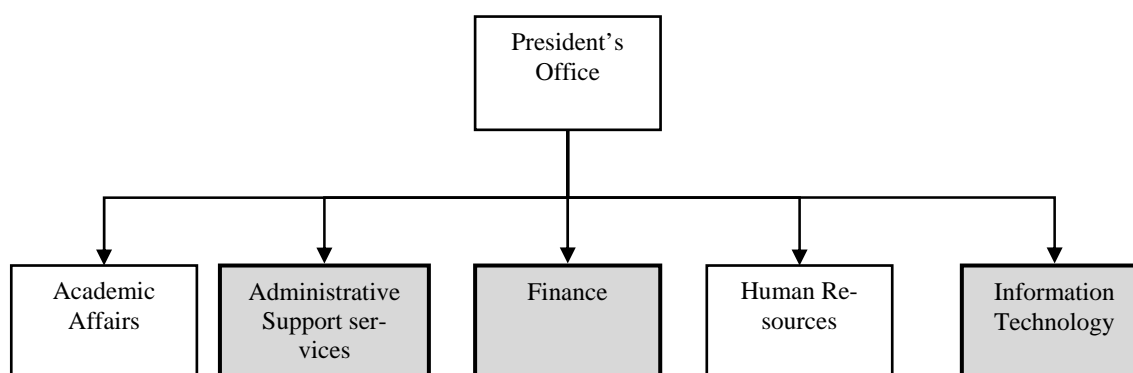 President’s
Office
Academic
Affairs
Administrative
Support ser-
vices
Finance
Human Re-
sources
Information
Technology